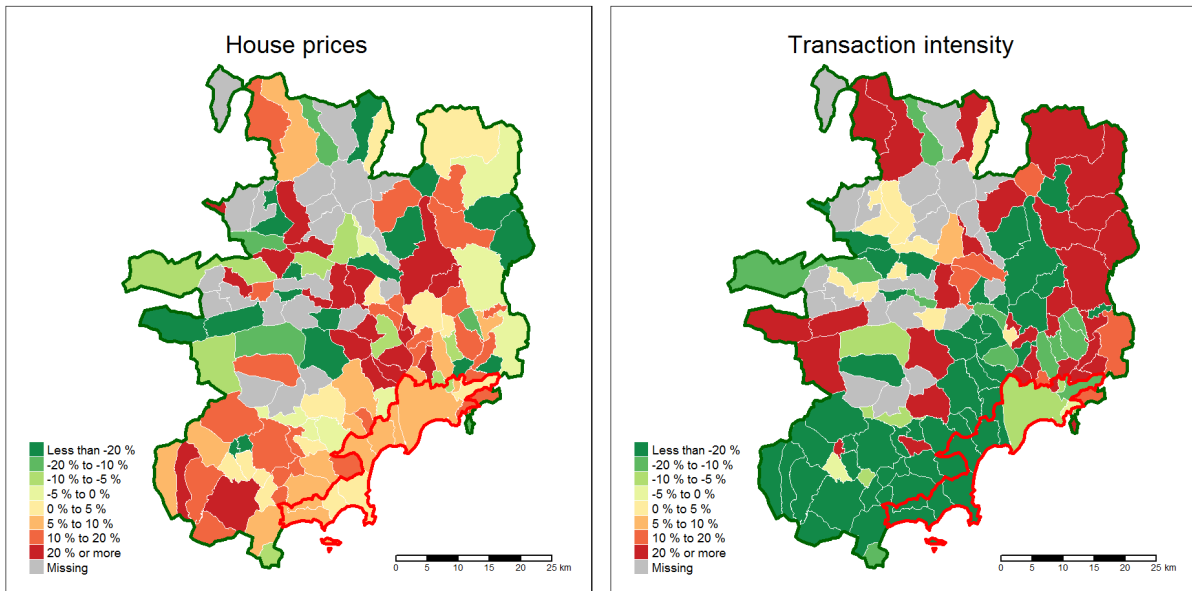 House prices
Less than -20 %
-20 % to -10 %
-10 % to -5 %
-5 % to 0 %
0 % to 5 %
5 % to 10 %
10 % to 20 %
20 % or more
Missing
0 5 10 15 20 25 km
Transaction intensity
Less than -20 %
-20 % to -10 %
-10 % to -5 %
-5 % to 0 %
0 % to 5 %
5 % to 10 %
10 % to 20 %
20 % or more
Missing
0 5 10 15 20 25 km